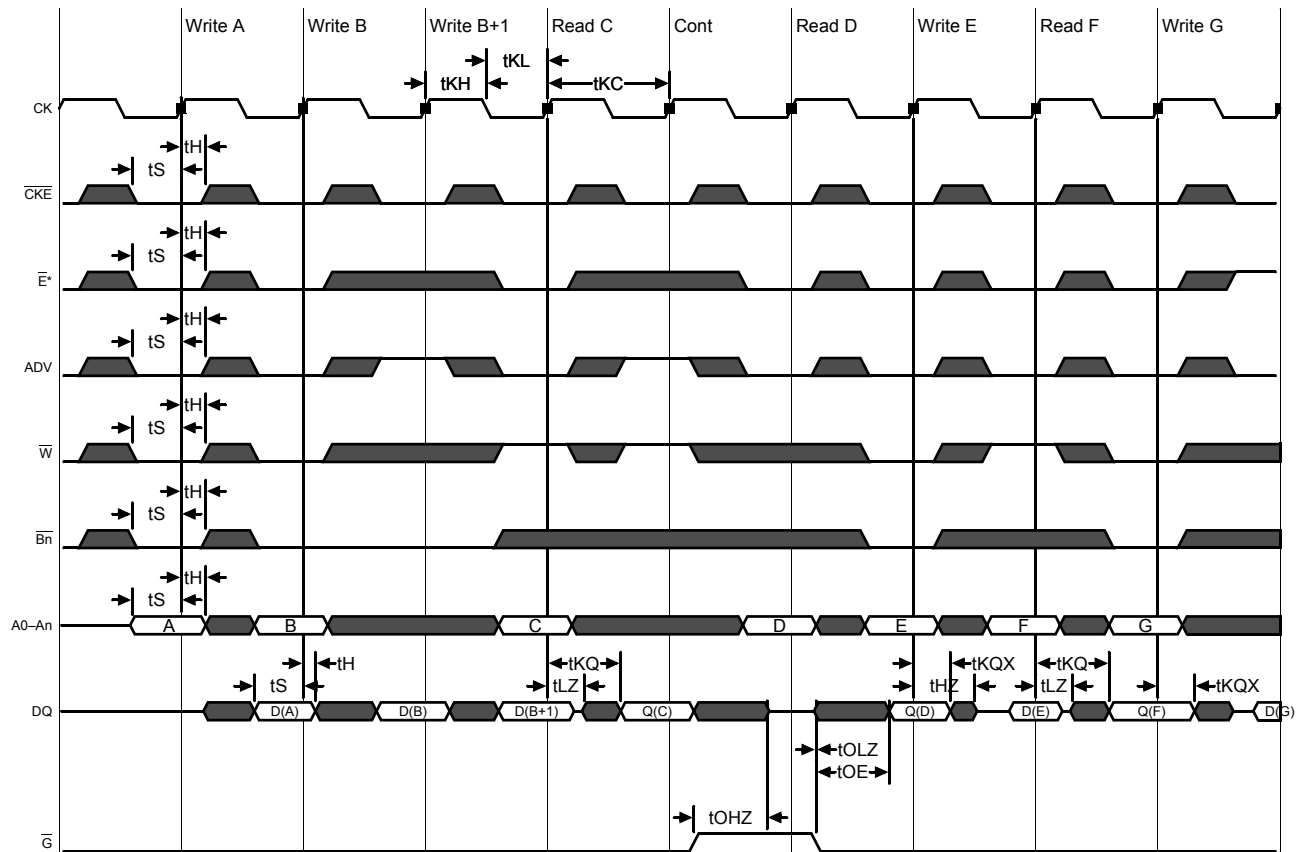 Write A Write B Write B+1 Read C Cont Read D Write E Read F Write G
tKL
tKH tKC
CK
tH
tS
CKE
tH
tS
E*
tH
tS
ADV
tH
tS
W
tH
tS
Bn
tH
tS
A0–An A B C D E F G
tH tKQ tKQX tKQ
tS tLZ tHZ tLZ tKQX
DQ D(A) D(B) D(B+1) Q(C) Q(D) D(E) Q(F) D(G)
tOLZ
tOE
tOHZ
G